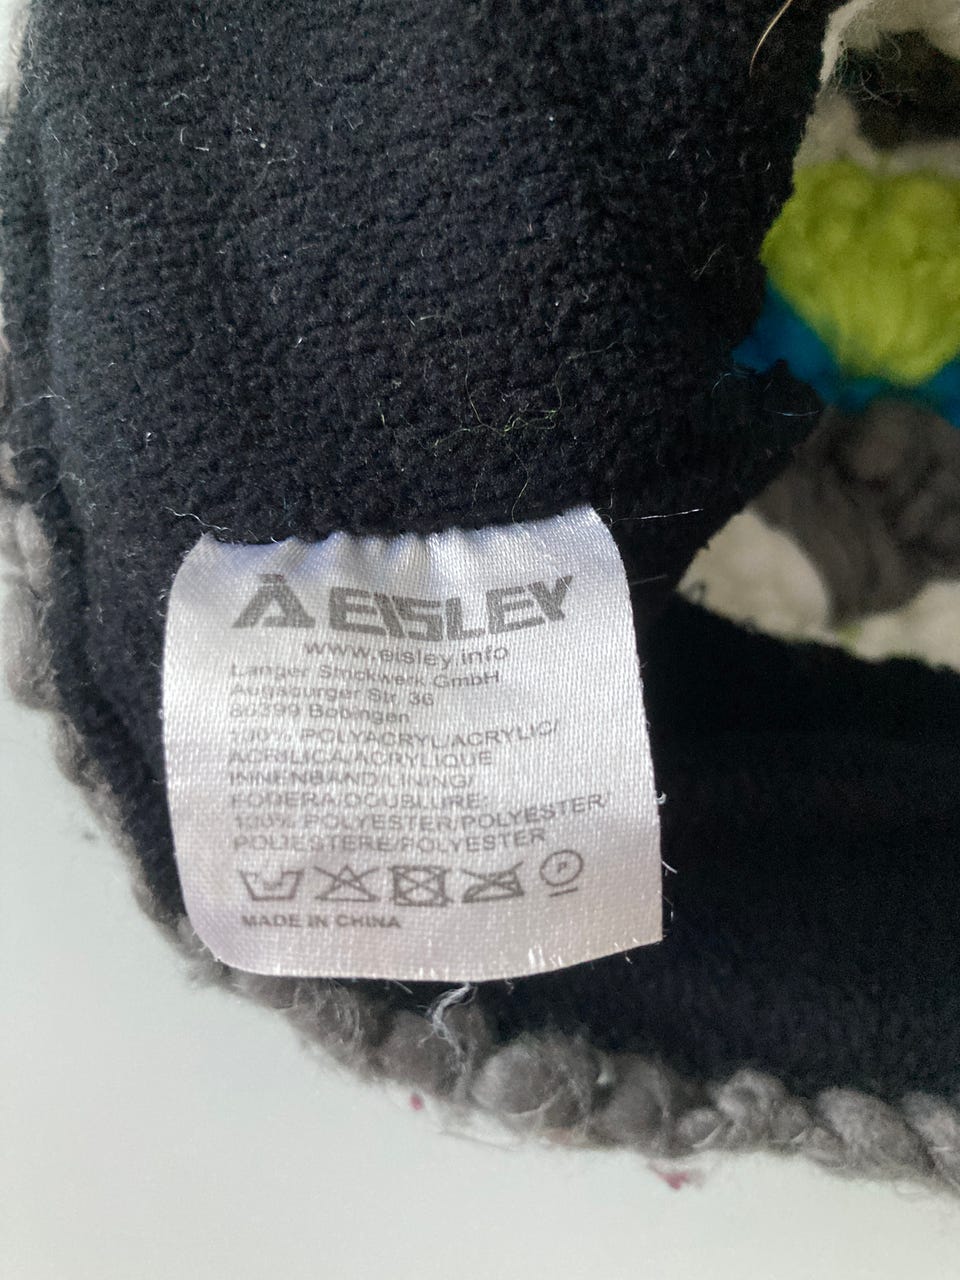 EISLEY
www.eisley.info
Langer Strickwerk GmbH
Augsburger Str. 36
86399 Bobingen
100% POLYACRYL/ACRYLIC/
ACRILICA/ACRYLIQUE
INNENBAND/LINING/
FODERA/DOUBLURE:
100% POLYESTER/POLYESTER/
POLIESTERE/POLYESTER
P
MADE IN CHINA